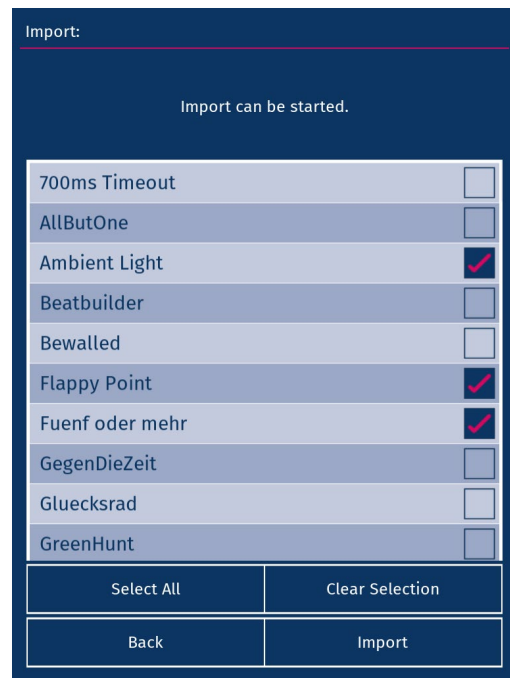 Import:
Import can be started.
700ms Timeout
AllButOne
Ambient Light
Beatbuilder
Bewalled
Flappy Point
Fuenf oder mehr
GegenDieZeit
Gluecksrad
GreenHunt
Select All
Clear Selection
Back
Import